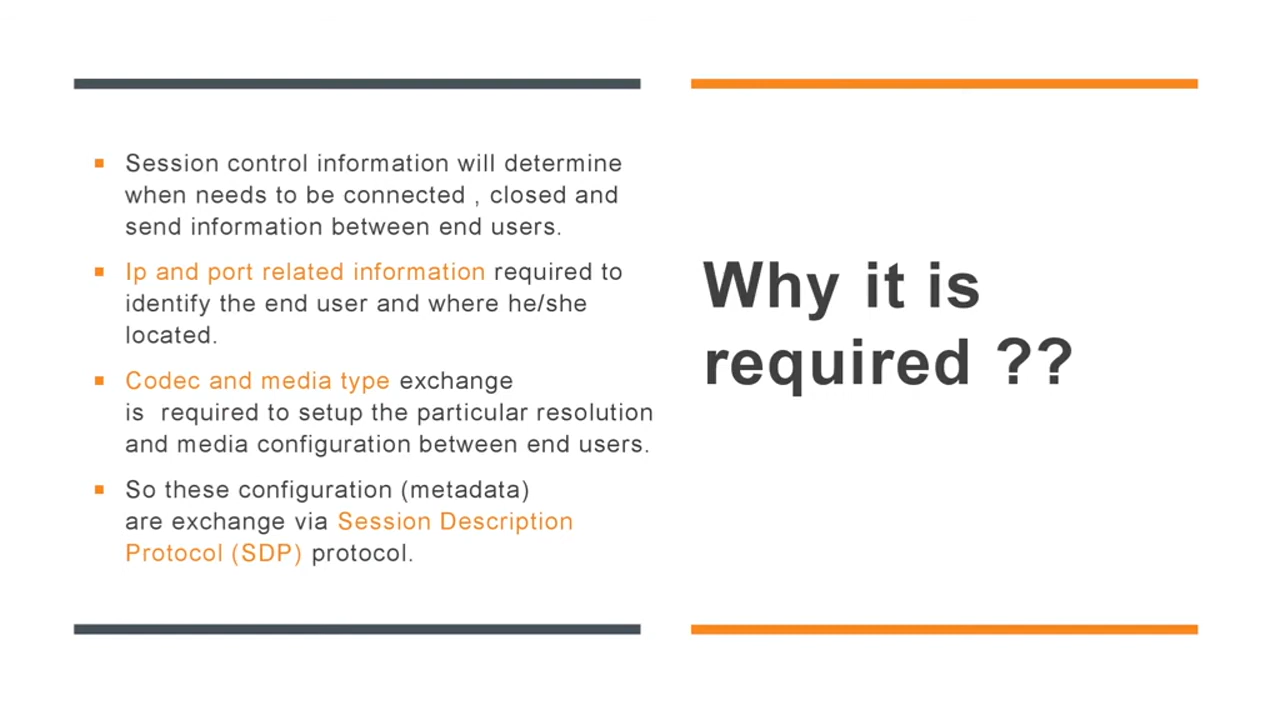 Session control information will determine
when needs to be connected , closed and
send information between end users.
Ip and port related information required to
identify the end user and where he/she
located.
Codec and media type exchange
is  required to setup the particular resolution
and media configuration between end users.
So these configuration (metadata)
are exchange via Session Description
Protocol (SDP) protocol.
Why it is
required ??